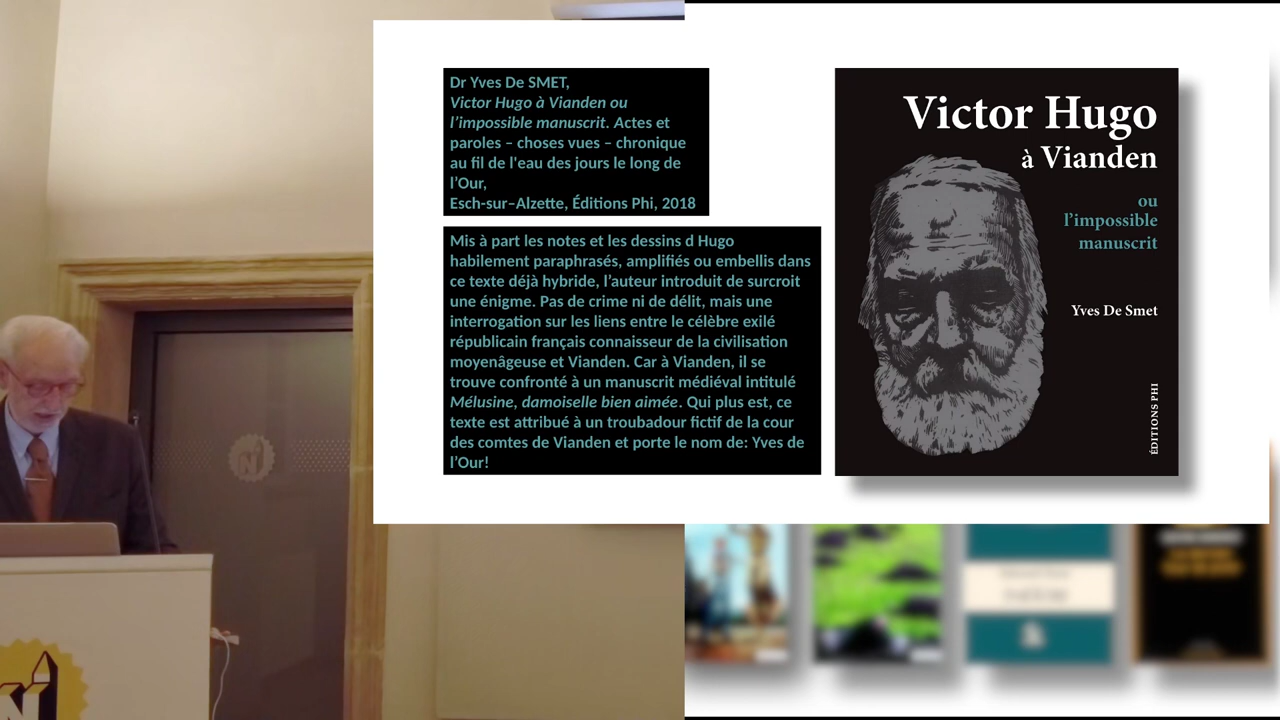 Dr Yves De SMET,
Victor Hugo à Vianden ou
l’impossible manuscrit. Actes et
paroles – choses vues – chronique
au fil de l'eau des jours le long de
l’Our,
Esch-sur–Alzette, Éditions Phi, 2018
Mis à part les notes et les dessins d Hugo
habilement paraphrasés, amplifiés ou embellis dans
ce texte déjà hybride, l’auteur introduit de surcroit
une énigme. Pas de crime ni de délit, mais une
interrogation sur les liens entre le célèbre exilé
républicain français connaisseur de la civilisation
moyenâgeuse et Vianden. Car à Vianden, il se
trouve confronté à un manuscrit médiéval intitulé
Mélusine, damoiselle bien aimée. Qui plus est, ce
texte est attribué à un troubadour fictif de la cour
des comtes de Vianden et porte le nom de: Yves de
l’Our!
Victor Hugo
à Vianden
ou
l’impossible
manuscrit
Yves De Smet
ÉDITIONS PHI